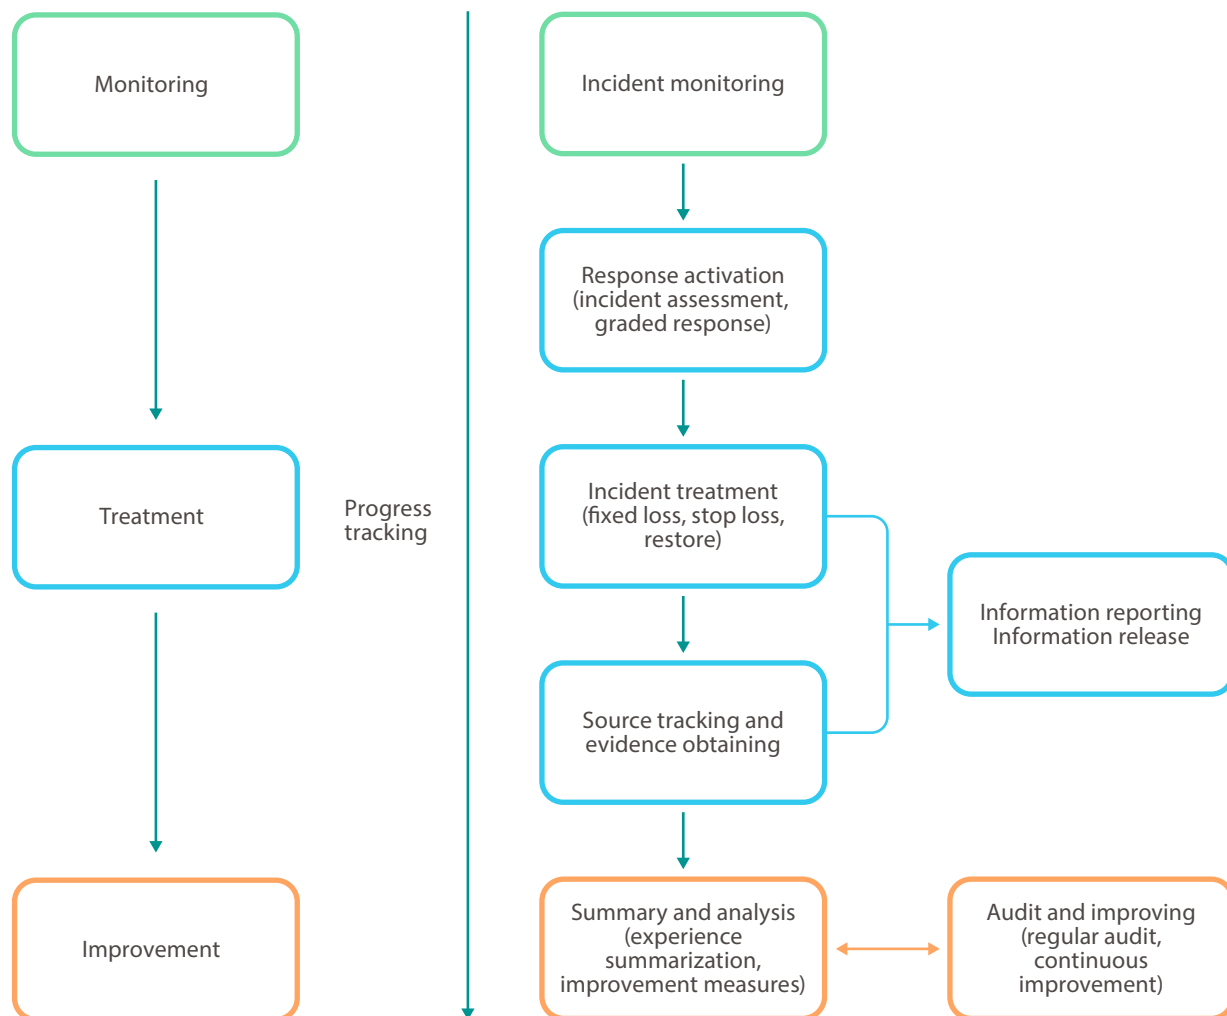 Monitoring
Treatment
Improvement
Progress
tracking
Incident monitoring
Response activation
(incident assessment,
graded response)
Incident treatment
(fixed loss, stop loss,
restore)
Source tracking and
evidence obtaining
Information reporting
Information release
Summary and analysis
(experience
summarization,
improvement measures)
Audit and improving
(regular audit,
continuous
improvement)